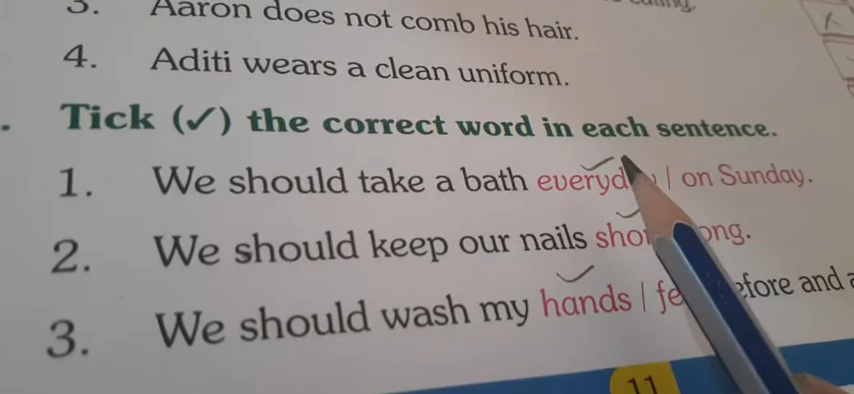 3. Aaron does not comb his hair.
4. Aditi wears a clean uniform.
Tick (✓) the correct word in each sentence.
1. We should take a bath / on Sunday.
2. We should keep our nails
3. We should wash my hands / and
11